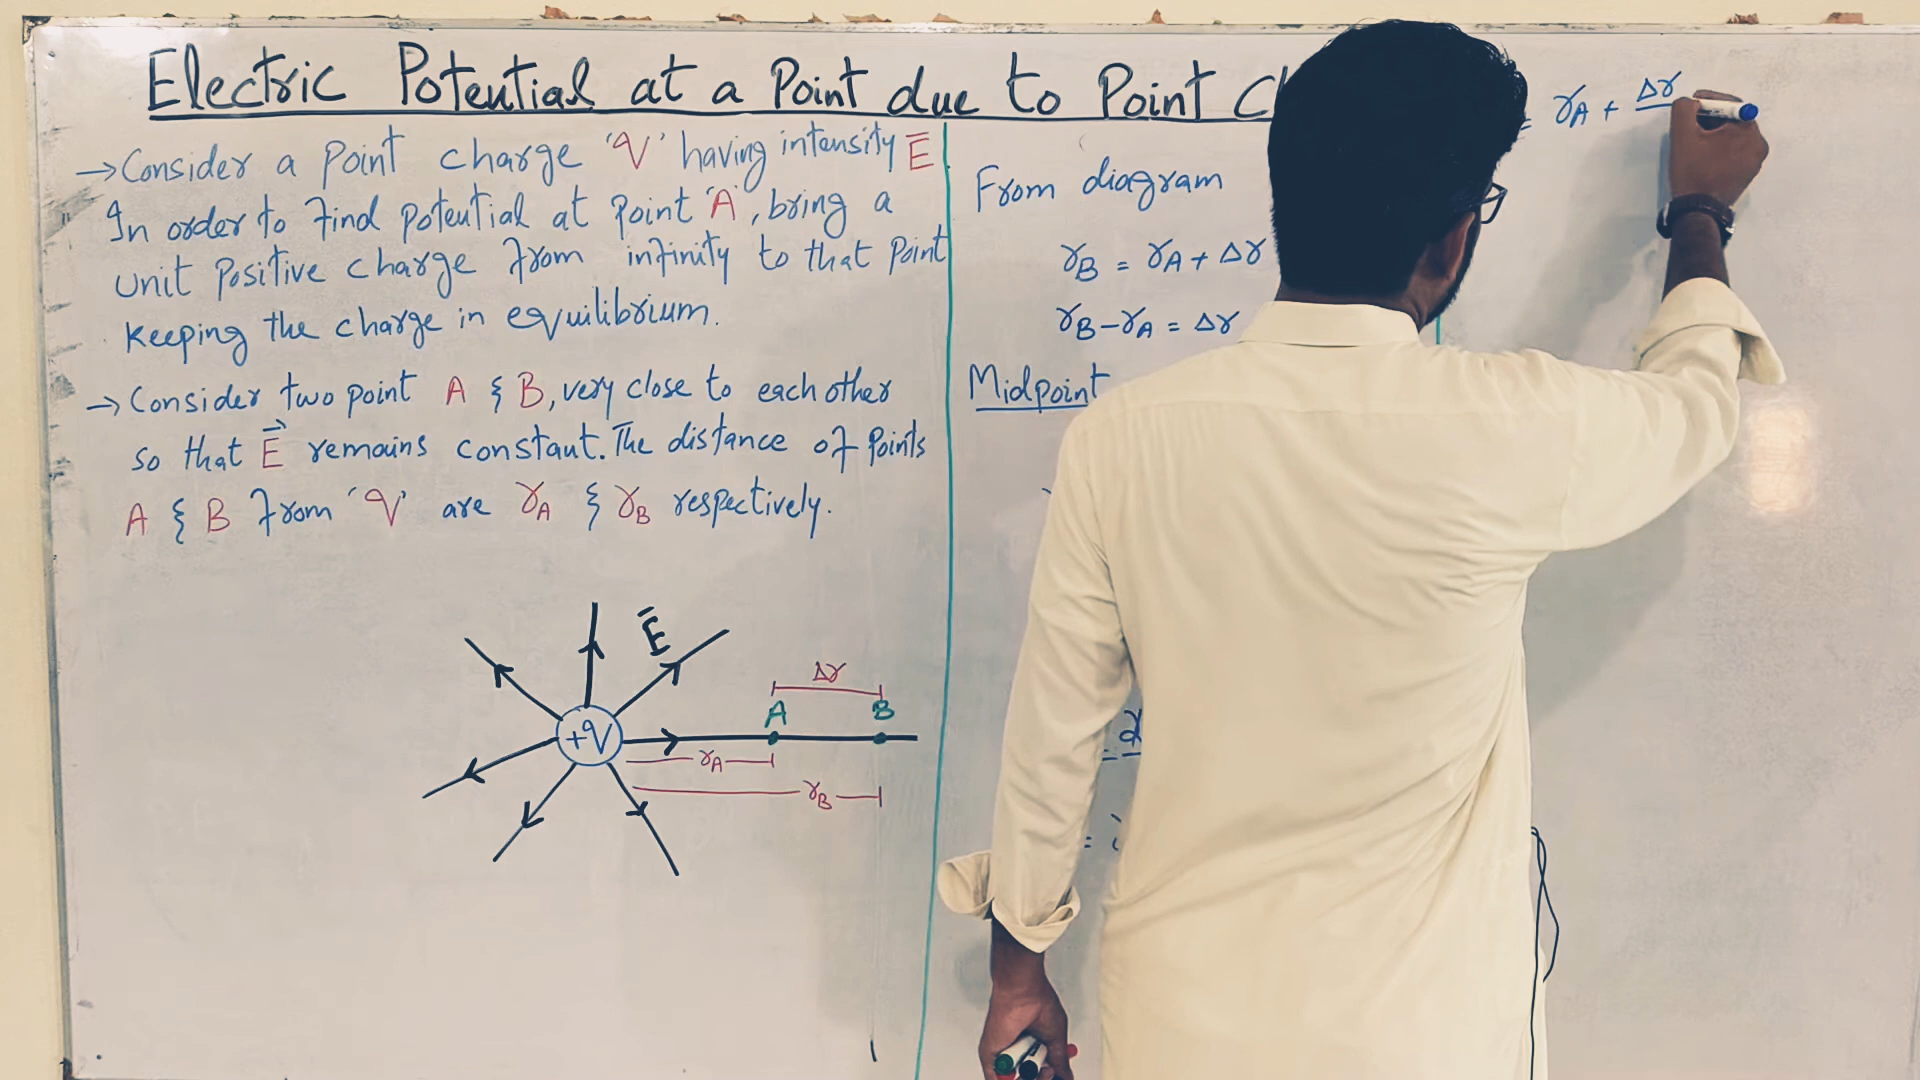 Electric Potential at a Point due to Point
→ Consider a Point charge 'q' having intensity E̅
In order to find potential at point 'A', bring a
unit Positive charge from infinity to that Point
keeping the charge in equilibrium.
→ Consider two point A & B, very close to each other
so that E⃗ remains constant. The distance of Points
A & B from 'q' are rA & rB respectively.
E̅
Δr
A B
+q
rA
rB
From diagram
rB = rA + Δr
rB - rA = Δr
Midpoint
= rA + Δr